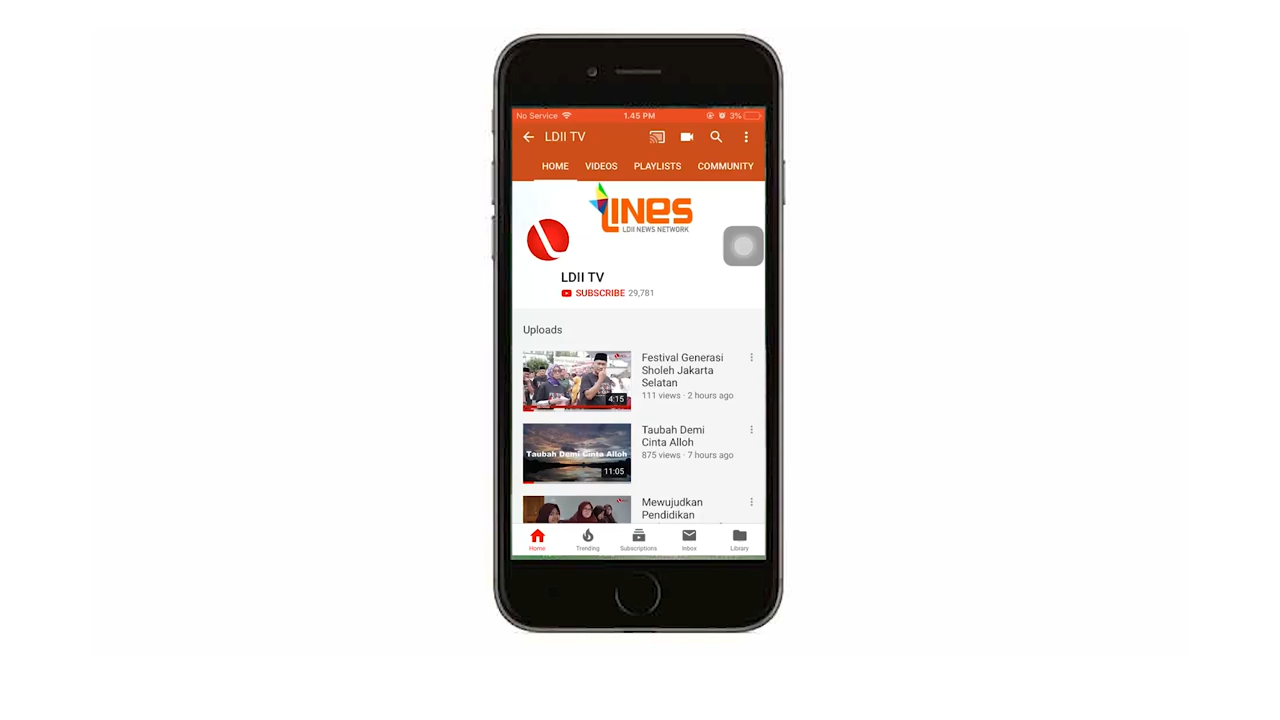 No Service 1.45 PM 3%
LDII TV
HOME VIDEOS PLAYLISTS COMMUNITY
LINES
LDII NEWS NETWORK
LDII TV
SUBSCRIBE 29,781
Uploads
Festival Generasi
Sholeh Jakarta
Selatan
111 views · 2 hours ago
4:15
Taubah Demi
Cinta Alloh
875 views · 7 hours ago
Taubah Demi Cinta Alloh
11:05
Mewujudkan
Pendidikan
Home Trending Subscriptions Inbox Library